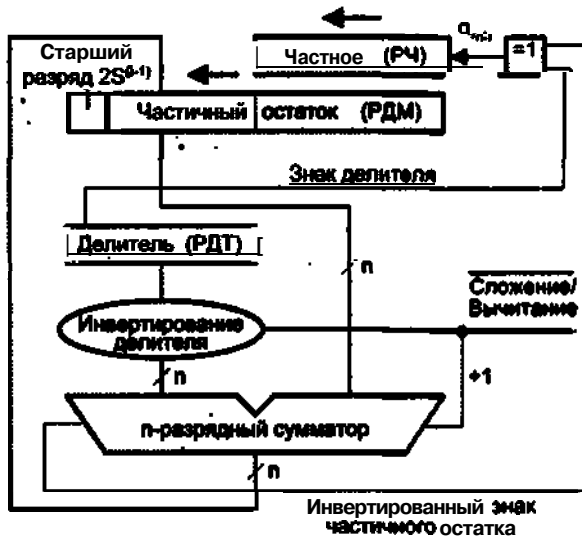 Старший
разряд 2S(i-1)
Частное (РЧ)
=1
Частичный остаток (РДМ)
Знак делителя
Делитель (РДТ)
n
Сложение/
Вычитание
Инвертирование
делителя
n
+1
n-разрядный сумматор
n
Инвертированный знак
частичного остатка